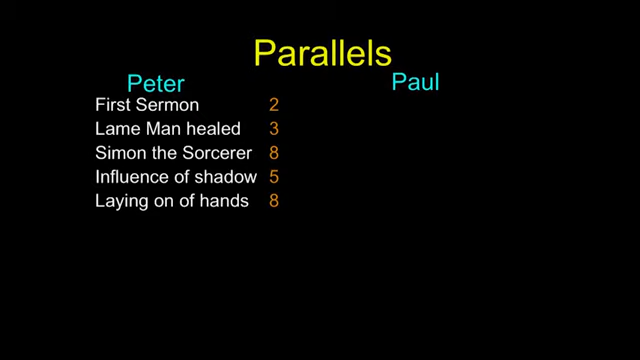 Parallels
Peter Paul
First Sermon 2
Lame Man healed 3
Simon the Sorcerer 8
Influence of shadow 5
Laying on of hands 8